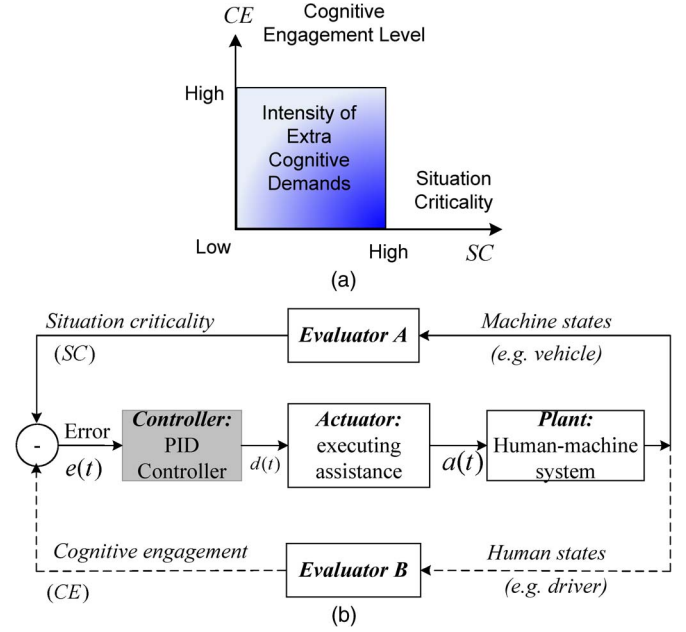 CE
Cognitive
Engagement Level
High
Intensity of
Extra
Cognitive
Demands
Situation
Criticality
Low
High
SC
(a)
Situation criticality
(SC)
Evaluator A
Machine states
(e.g. vehicle)
-
Error
e(t)
Controller:
PID
Controller
d(t)
Actuator:
executing
assistance
a(t)
Plant:
Human-machine
system
Cognitive engagement
(CE)
Evaluator B
Human states
(e.g. driver)
(b)